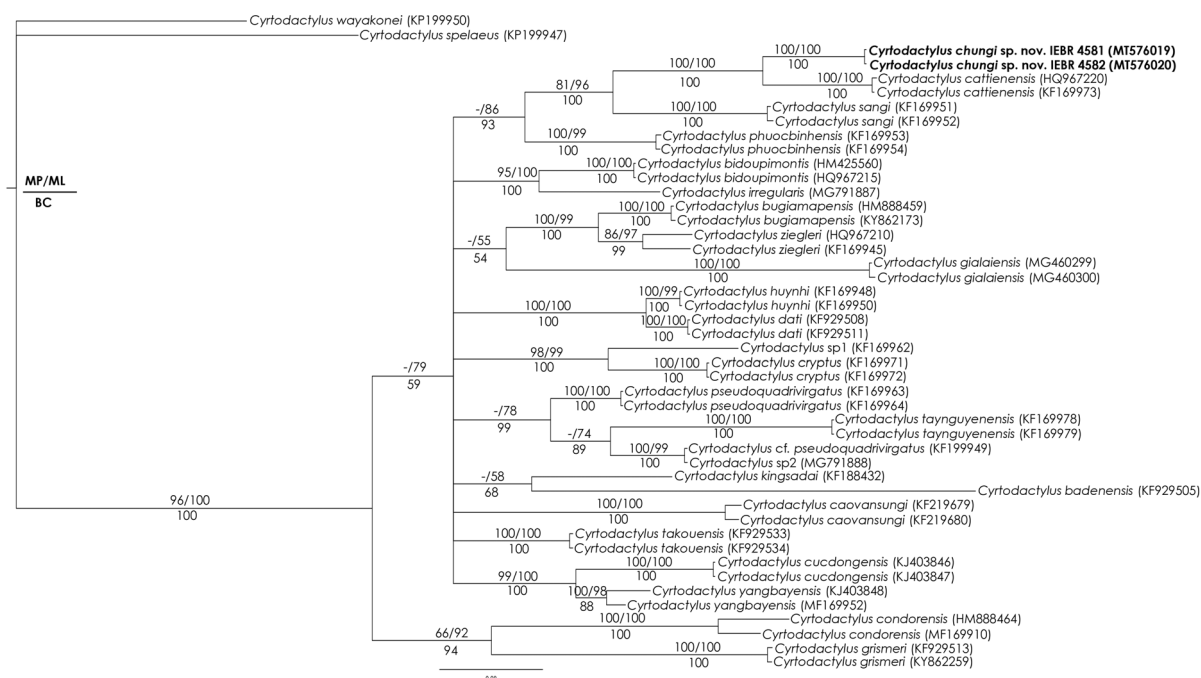 Cyrtodactylus wayakonei (KP199950)
Cyrtodactylus spelaeus (KP199947)
100/100
100
Cyrtodactylus chungi sp. nov. IEBR 4581 (MT576019)
Cyrtodactylus chungi sp. nov. IEBR 4582 (MT576020)
100/100
100
100/100
100
Cyrtodactylus cattienensis (HQ967220)
Cyrtodactylus cattienensis (KF169973)
81/96
100
100/100
100
Cyrtodactylus sangi (KF169951)
Cyrtodactylus sangi (KF169952)
-/86
93
100/99
100
Cyrtodactylus phuocbinhensis (KF169953)
Cyrtodactylus phuocbinhensis (KF169954)
MP/ML
BC
95/100
100
100/100
100
Cyrtodactylus bidoupimontis (HM425560)
Cyrtodactylus bidoupimontis (HQ967215)
Cyrtodactylus irregularis (MG791887)
100/99
100
100/100
100
Cyrtodactylus bugiamapensis (HM888459)
Cyrtodactylus bugiamapensis (KY862173)
86/97
99
Cyrtodactylus ziegleri (HQ967210)
Cyrtodactylus ziegleri (KF169945)
-/55
54
100/100
100
Cyrtodactylus gialaiensis (MG460299)
Cyrtodactylus gialaiensis (MG460300)
100/100
100
100/99
100
Cyrtodactylus huynhi (KF169948)
Cyrtodactylus huynhi (KF169950)
100/100
100
Cyrtodactylus dati (KF929508)
Cyrtodactylus dati (KF929511)
98/99
100
Cyrtodactylus sp1 (KF169962)
100/100
100
Cyrtodactylus cryptus (KF169971)
Cyrtodactylus cryptus (KF169972)
-/79
59
100/100
100
Cyrtodactylus pseudoquadrivirgatus (KF169963)
Cyrtodactylus pseudoquadrivirgatus (KF169964)
-/78
99
100/100
100
Cyrtodactylus taynguyenensis (KF169978)
Cyrtodactylus taynguyenensis (KF169979)
-/74
89
100/99
100
Cyrtodactylus cf. pseudoquadrivirgatus (KF199949)
Cyrtodactylus sp2 (MG791888)
-/58
68
Cyrtodactylus kingsadai (KF188432)
Cyrtodactylus badenensis (KF929505)
96/100
100
100/100
100
Cyrtodactylus caovansungi (KF219679)
Cyrtodactylus caovansungi (KF219680)
100/100
100
Cyrtodactylus takouensis (KF929533)
Cyrtodactylus takouensis (KF929534)
99/100
100
100/100
100
Cyrtodactylus cucdongensis (KJ403846)
Cyrtodactylus cucdongensis (KJ403847)
100/98
88
Cyrtodactylus yangbayensis (KJ403848)
Cyrtodactylus yangbayensis (MF169952)
66/92
94
100/100
100
Cyrtodactylus condorensis (HM888464)
Cyrtodactylus condorensis (MF169910)
100/100
100
Cyrtodactylus grismeri (KF929513)
Cyrtodactylus grismeri (KY862259)